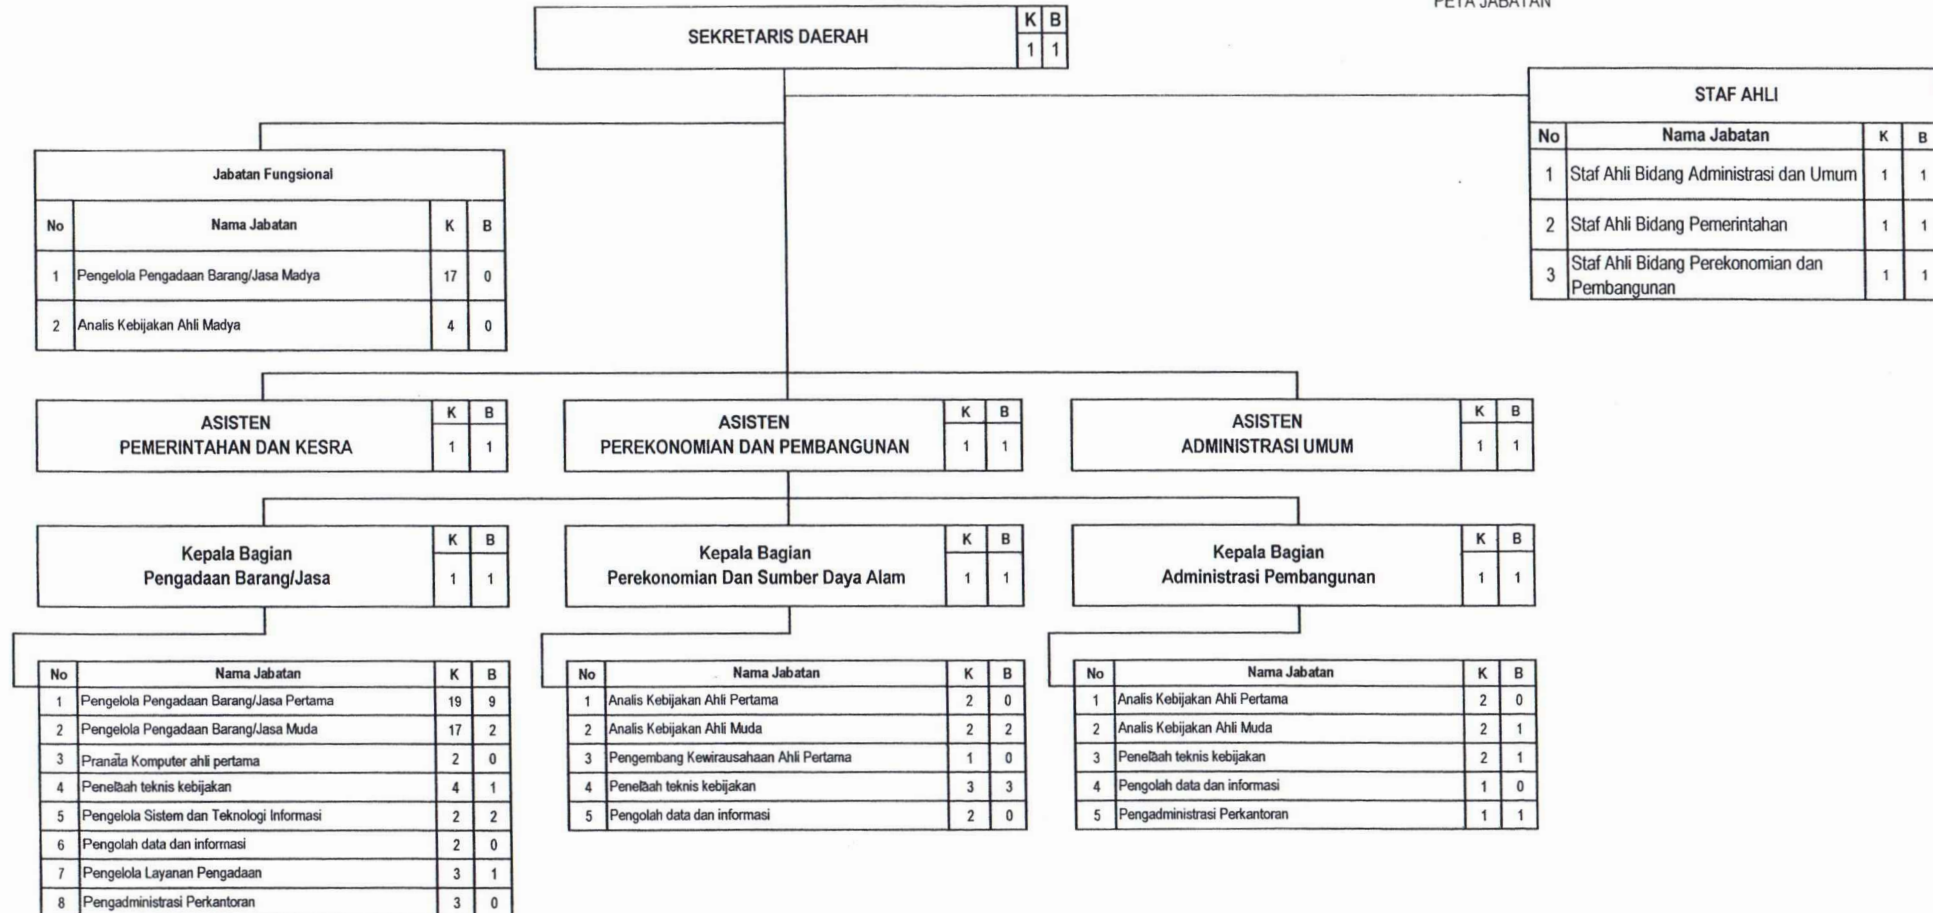 PETA JABATAN
SEKRETARIS DAERAH K B
1 1
STAF AHLI
No Nama Jabatan K B
1 Staf Ahli Bidang Administrasi dan Umum 1 1
2 Staf Ahli Bidang Pemerintahan 1 1
3 Staf Ahli Bidang Perekonomian dan
Pembangunan 1 1
Jabatan Fungsional
No Nama Jabatan K B
1 Pengelola Pengadaan Barang/Jasa Madya 17 0
2 Analis Kebijakan Ahli Madya 4 0
ASISTEN K B
PEMERINTAHAN DAN KESRA 1 1
ASISTEN K B
PEREKONOMIAN DAN PEMBANGUNAN 1 1
ASISTEN K B
ADMINISTRASI UMUM 1 1
Kepala Bagian K B
Pengadaan Barang/Jasa 1 1
Kepala Bagian K B
Perekonomian Dan Sumber Daya Alam 1 1
Kepala Bagian K B
Administrasi Pembangunan 1 1
No Nama Jabatan K B
1 Pengelola Pengadaan Barang/Jasa Pertama 19 9
2 Pengelola Pengadaan Barang/Jasa Muda 17 2
3 Pranata Komputer ahli pertama 2 0
4 Penelaah teknis kebijakan 4 1
5 Pengelola Sistem dan Teknologi Informasi 2 2
6 Pengolah data dan informasi 2 0
7 Pengelola Layanan Pengadaan 3 1
8 Pengadministrasi Perkantoran 3 0
No Nama Jabatan K B
1 Analis Kebijakan Ahli Pertama 2 0
2 Analis Kebijakan Ahli Muda 2 2
3 Pengembang Kewirausahaan Ahli Pertama 1 0
4 Penelaah teknis kebijakan 3 3
5 Pengolah data dan informasi 2 0
No Nama Jabatan K B
1 Analis Kebijakan Ahli Pertama 2 0
2 Analis Kebijakan Ahli Muda 2 1
3 Penelaah teknis kebijakan 2 1
4 Pengolah data dan informasi 1 0
5 Pengadministrasi Perkantoran 1 1